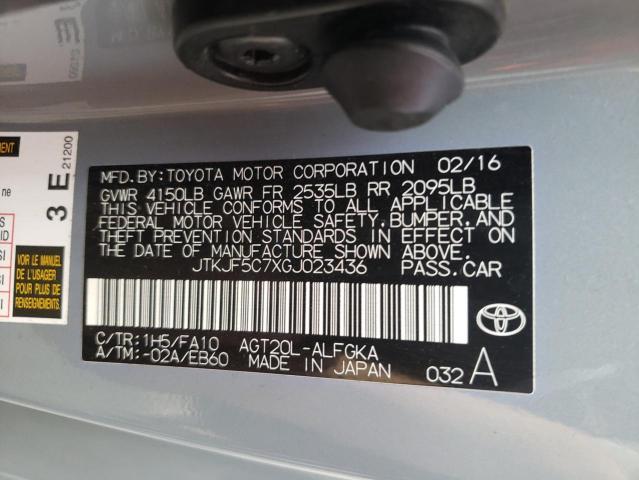 MFD.BY:TOYOTA MOTOR CORPORATION 02/16
GVWR 4150LB GAWR FR 2535LB RR 2095LB
THIS VEHICLE CONFORMS TO ALL APPLICABLE
FEDERAL MOTOR VEHICLE SAFETY,BUMPER,AND
THEFT PREVENTION STANDARDS IN EFFECT ON
THE DATE OF MANUFACTURE SHOWN ABOVE.
JTKJF5C7XGJ023436 PASS.CAR
C/TR:1H5/FA10 AGT20L-ALFGKA
A/TM:-02A/EB60 MADE IN JAPAN
032 A
TOYOTA
3 E
21200
ne
VOIR LE MANUEL
DE L'USAGER
POUR PLUS DE
RENSEIGNEMENTS